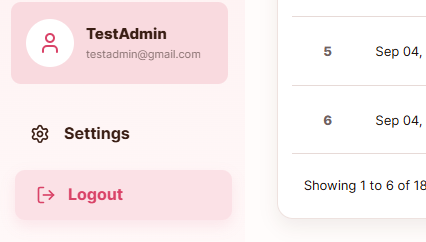 TestAdmin
testadmin@gmail.com
Settings
Logout
5 Sep 04,
6 Sep 04,
Showing 1 to 6 of 18